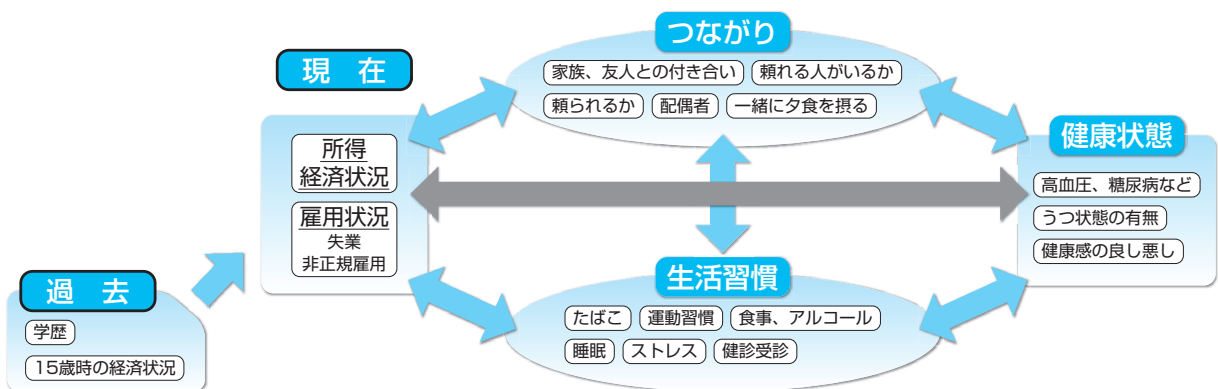 つながり
家族、友人との付き合い 頼れる人がいるか
頼られるか 配偶者 一緒に夕食を摂る
現 在
所得
経済状況
雇用状況
失業
非正規雇用
健康状態
高血圧、糖尿病など
うつ状態の有無
健康感の良し悪し
過 去
学歴
15歳時の経済状況
生活習慣
たばこ 運動習慣 食事、アルコール
睡眠 ストレス 健診受診